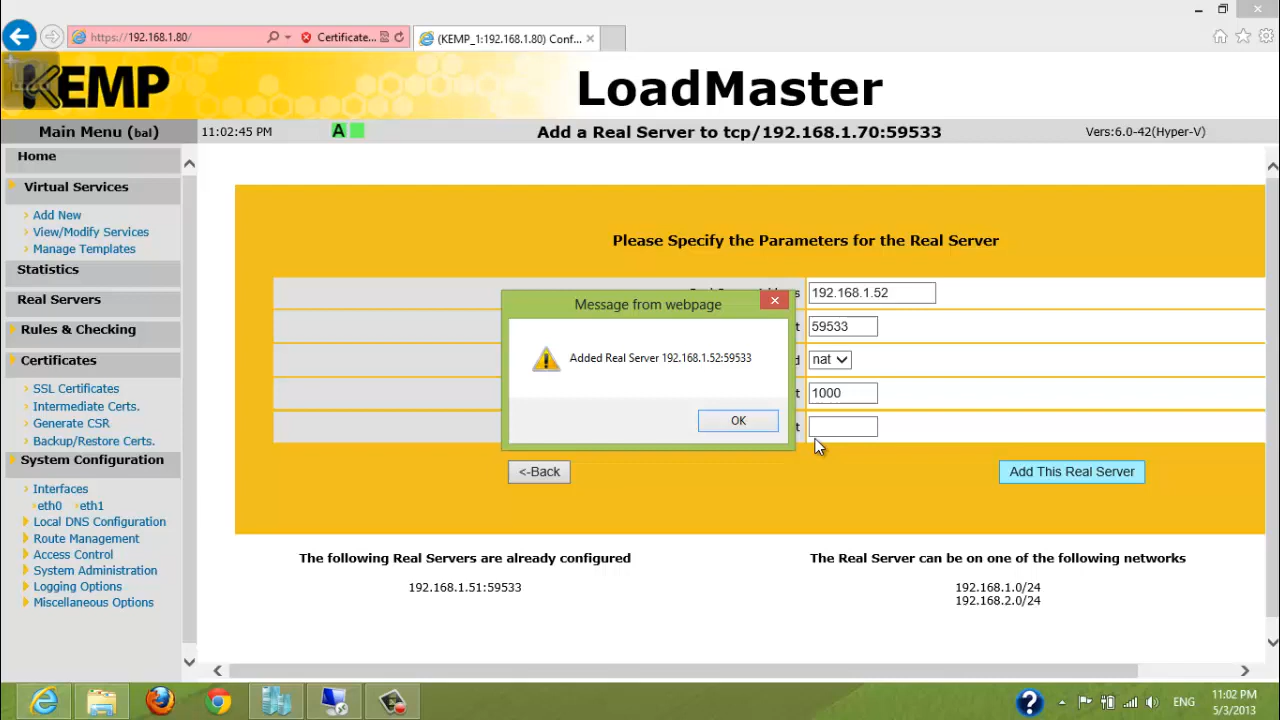 https://192.168.1.80/
Certificate...
(KEMP_1:192.168.1.80) Conf...
KEMP
LoadMaster
Main Menu (bal)
11:02:45 PM
A
Add a Real Server to tcp/192.168.1.70:59533
Vers:6.0-42(Hyper-V)
Home
Virtual Services
Add New
View/Modify Services
Manage Templates
Statistics
Real Servers
Rules & Checking
Certificates
SSL Certificates
Intermediate Certs.
Generate CSR
Backup/Restore Certs.
System Configuration
Interfaces
eth0 eth1
Local DNS Configuration
Route Management
Access Control
System Administration
Logging Options
Miscellaneous Options
Please Specify the Parameters for the Real Server
192.168.1.52
59533
nat
1000
Message from webpage
Added Real Server 192.168.1.52:59533
OK
<-Back
Add This Real Server
The following Real Servers are already configured
192.168.1.51:59533
The Real Server can be on one of the following networks
192.168.1.0/24
192.168.2.0/24
ENG
11:02 PM
5/3/2013